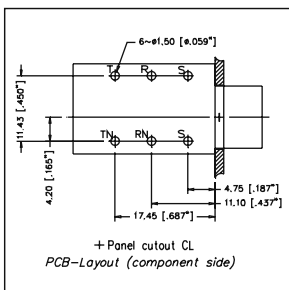 6~ø1,50 [ø.059"]
T R S
11.43 [.450"]
4.20 [.165"]
TN RN S
4.75 [.187"]
11.10 [.437"]
17.45 [.687"]
+ Panel cutout CL
PCB-Layout (component side)